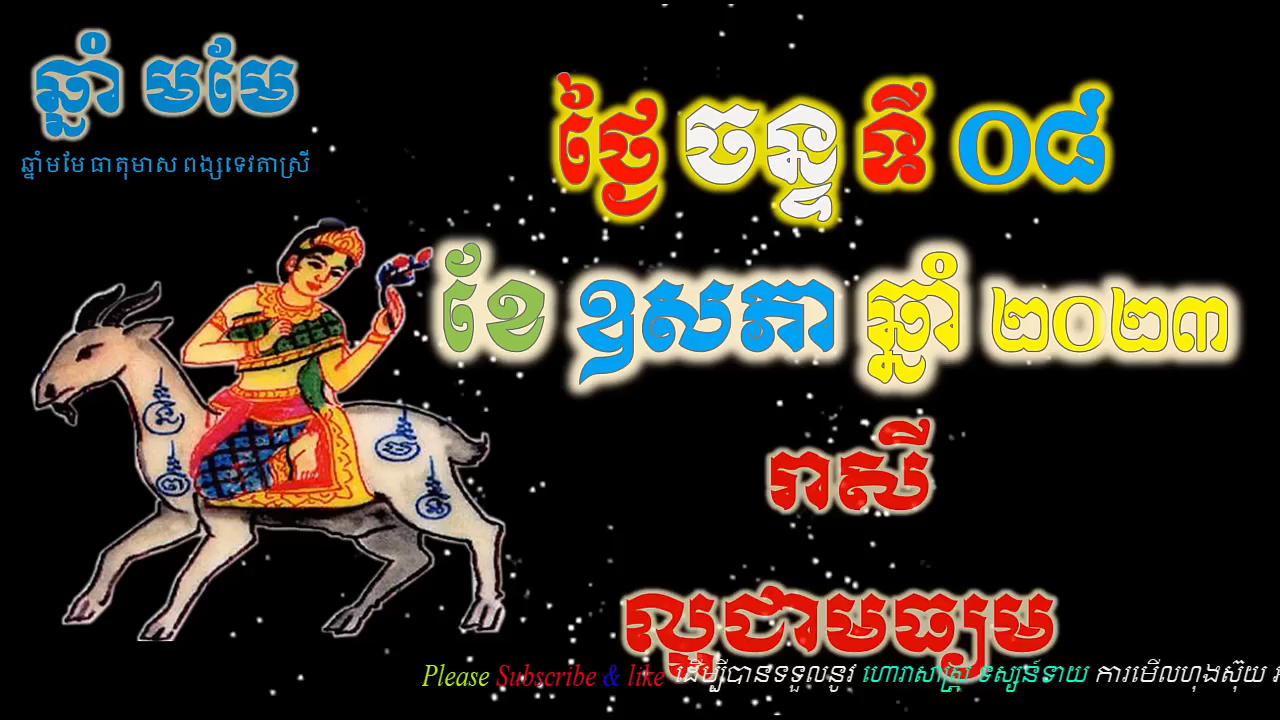 ឆ្នាំ មមែ
ឆ្នាំមមែ ធាតុមាស ពង្សទេវតាស្រី
ថ្ងៃ ចន្ទ ទី ០៨
ខែ ឧសភា ឆ្នាំ ២០២៣
រាសី
ល្អជាមធ្យម
Please Subscribe & like ដើម្បីបានទទួលនូវ ហោរាសាស្ត្រ ទស្សន៍ទាយ ការមើលហុងស៊ុយ